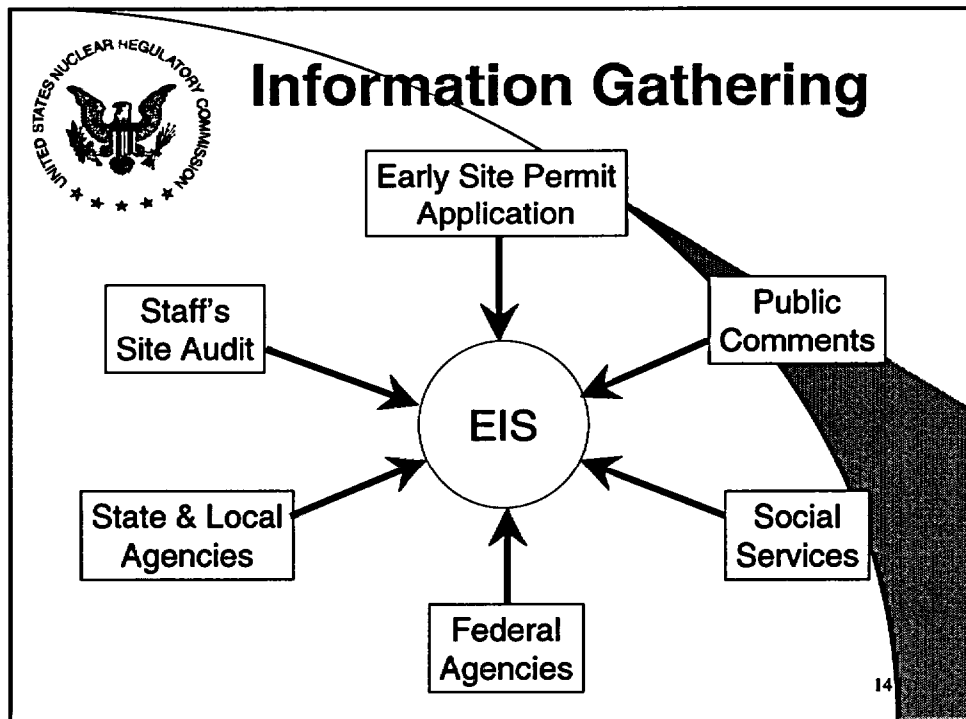 UNITED STATES NUCLEAR REGULATORY COMMISSION
Information Gathering
Early Site Permit
Application
Staff's
Site Audit
Public
Comments
EIS
State & Local
Agencies
Social
Services
Federal
Agencies
14